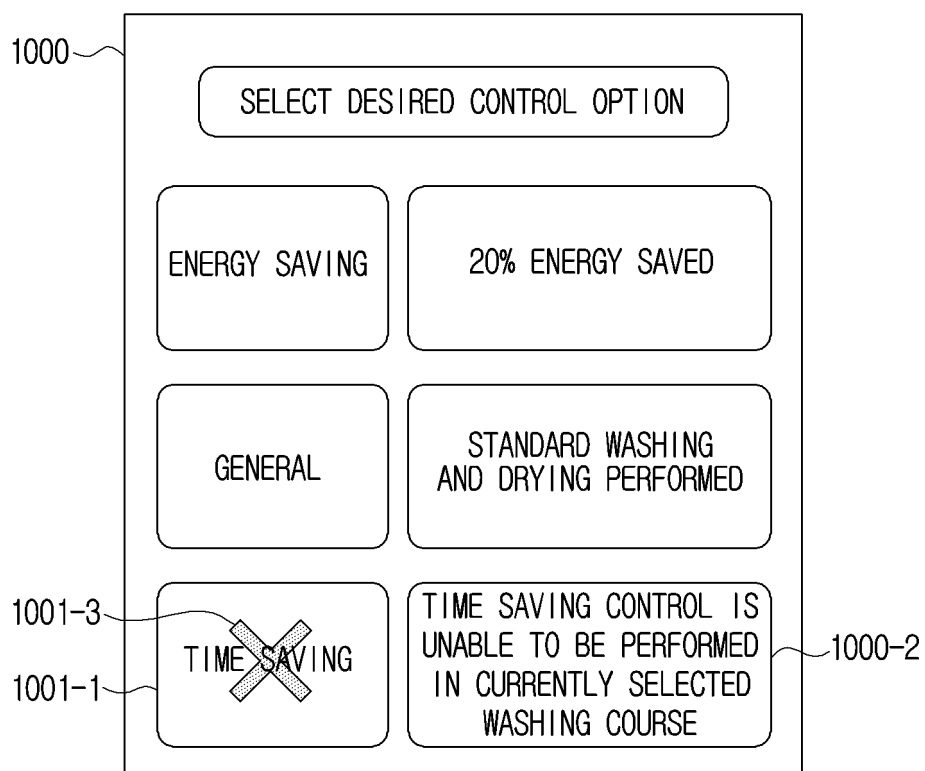 1000
SELECT DESIRED CONTROL OPTION
ENERGY SAVING
20% ENERGY SAVED
GENERAL
STANDARD WASHING
AND DRYING PERFORMED
1001-3
1001-1
TIME SAVING
TIME SAVING CONTROL IS
UNABLE TO BE PERFORMED
IN CURRENTLY SELECTED
WASHING COURSE
1000-2